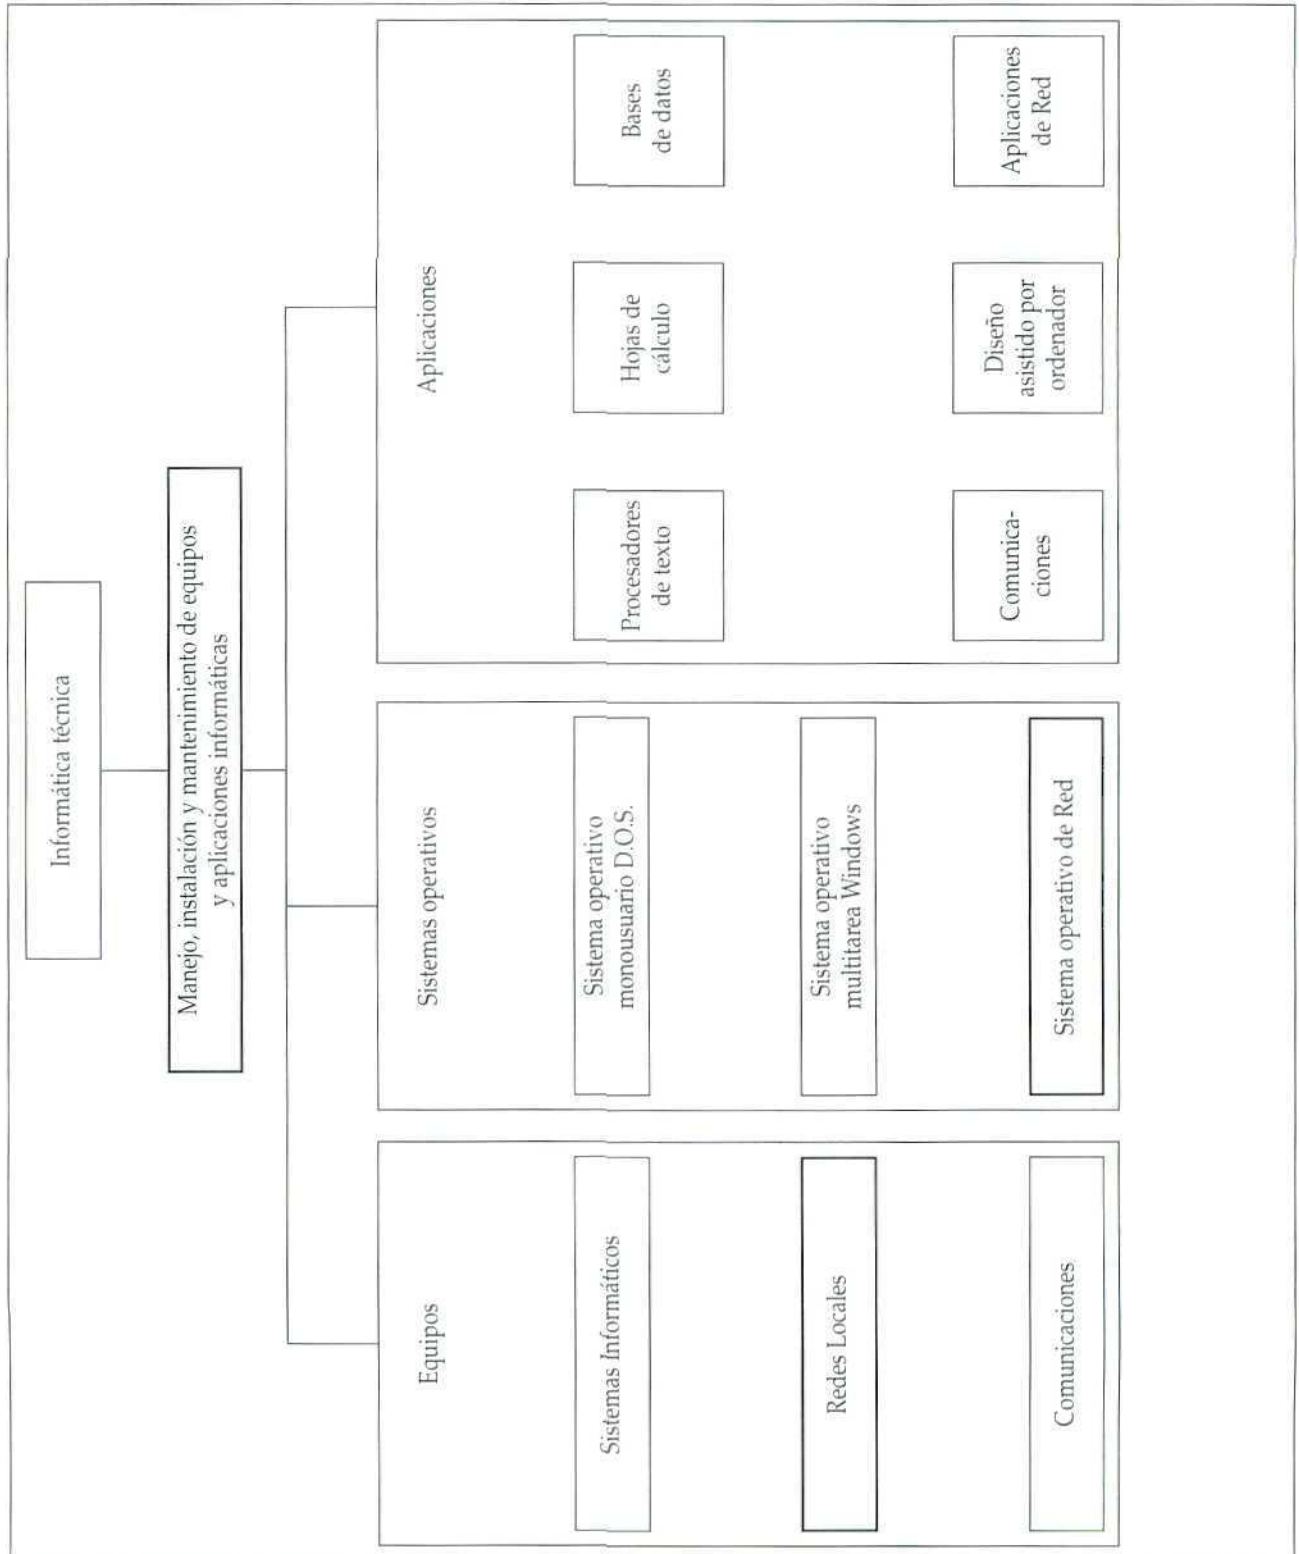 Informática técnica
Manejo, instalación y mantenimiento de equipos
y aplicaciones informáticas
Equipos
Sistemas Informáticos
Redes Locales
Comunicaciones
Sistemas operativos
Sistema operativo
monousuario D.O.S.
Sistema operativo
multitarea Windows
Sistema operativo de Red
Aplicaciones
Procesadores
de texto
Hojas de
cálculo
Bases
de datos
Comunica-
ciones
Diseño
asistido por
ordenador
Aplicaciones
de Red